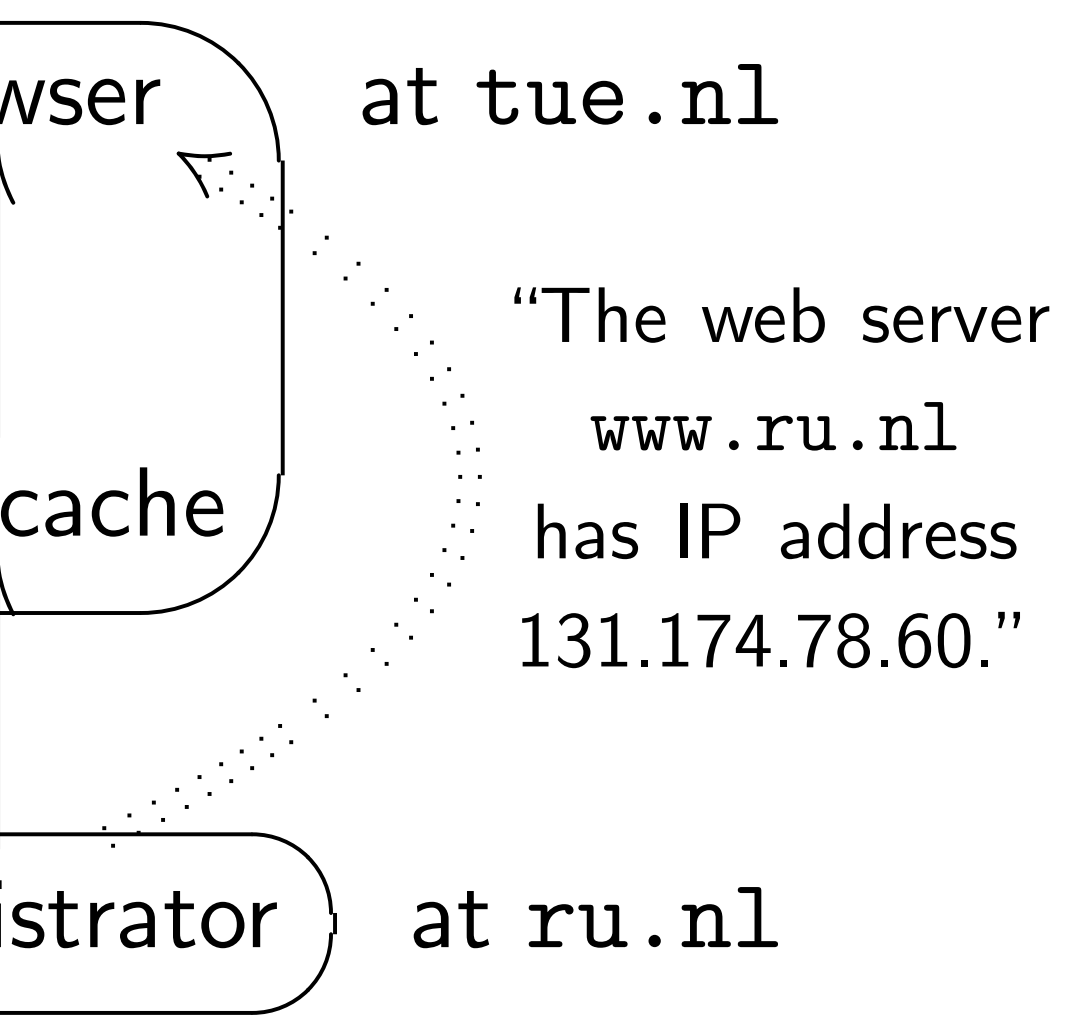 wser at tue.nl
“The web server
www.ru.nl
has IP address
cache
131.174.78.60.”
istrator at ru.nl